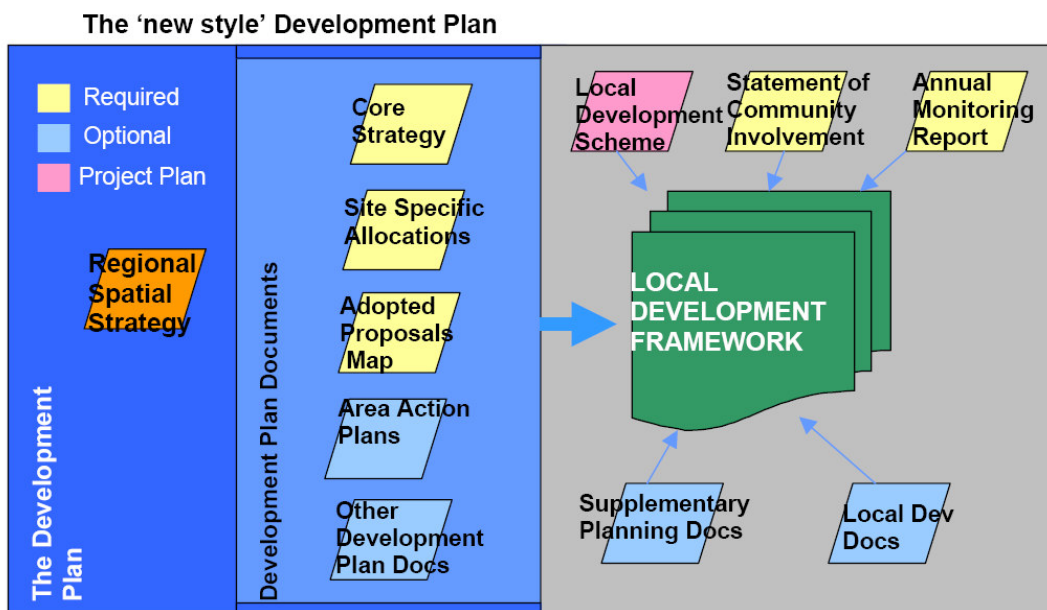 The ‘new style’ Development Plan
Required
Optional
Project Plan
Regional
Spatial
Strategy
The Development
Plan
Development Plan Documents
Core
Strategy
Site Specific
Allocations
Adopted
Proposals
Map
Area Action
Plans
Other
Development
Plan Docs
Local
Development
Scheme
Statement of
Community
Involvement
Annual
Monitoring
Report
LOCAL
DEVELOPMENT
FRAMEWORK
Supplementary
Planning Docs
Local Dev
Docs